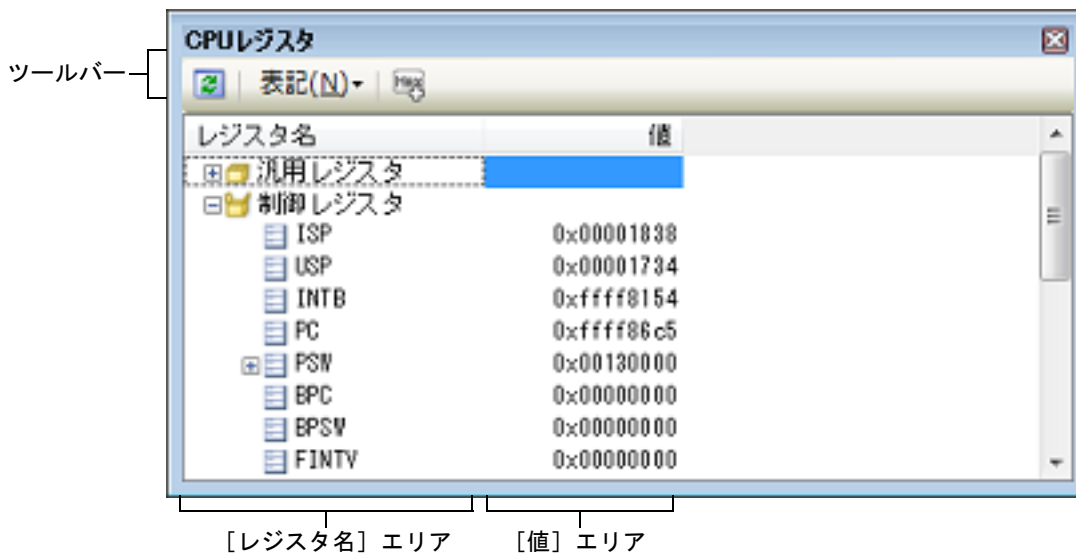 CPUレジスタ
ツールバー
表記(N)
Hex
レジスタ名 値
汎用レジスタ
制御レジスタ
ISP 0x00001838
USP 0x00001734
INTB 0xffff8154
PC 0xffff86c5
PSW 0x00130000
BPC 0x00000000
BPSW 0x00000000
FINTV 0x00000000
［レジスタ名］エリア ［値］エリア